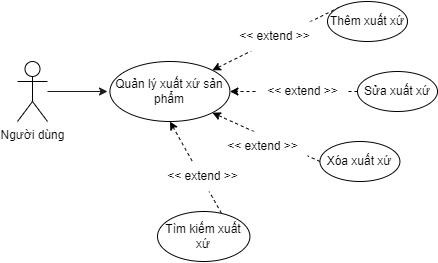 Thêm xuất xứ
<< extend >>
Quản lý xuất xứ sản
phẩm
<< extend >>
Sửa xuất xứ
Người dùng
<< extend >>
Xóa xuất xứ
<< extend >>
Tìm kiếm xuất
xứ